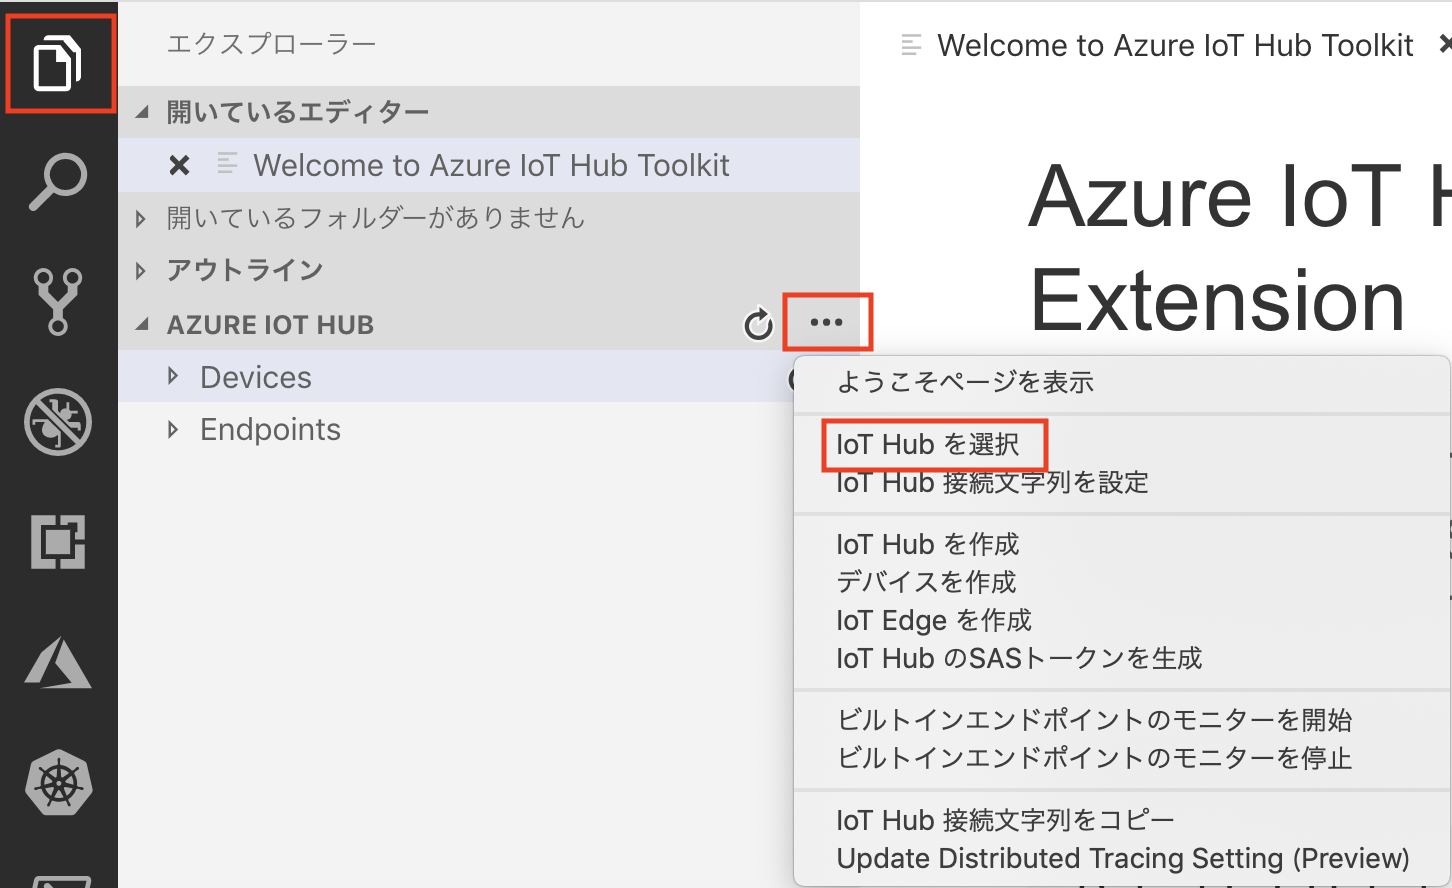 エクスプローラー
Welcome to Azure IoT Hub Toolkit
開いているエディター
Welcome to Azure IoT Hub Toolkit
開いているフォルダーがありません
アウトライン
AZURE IOT HUB
Devices
Endpoints
Azure IoT H
Extension
ようこそページを表示
IoT Hub を選択
IoT Hub 接続文字列を設定
IoT Hub を作成
デバイスを作成
IoT Edge を作成
IoT Hub のSASトークンを生成
ビルトインエンドポイントのモニターを開始
ビルトインエンドポイントのモニターを停止
IoT Hub 接続文字列をコピー
Update Distributed Tracing Setting (Preview)